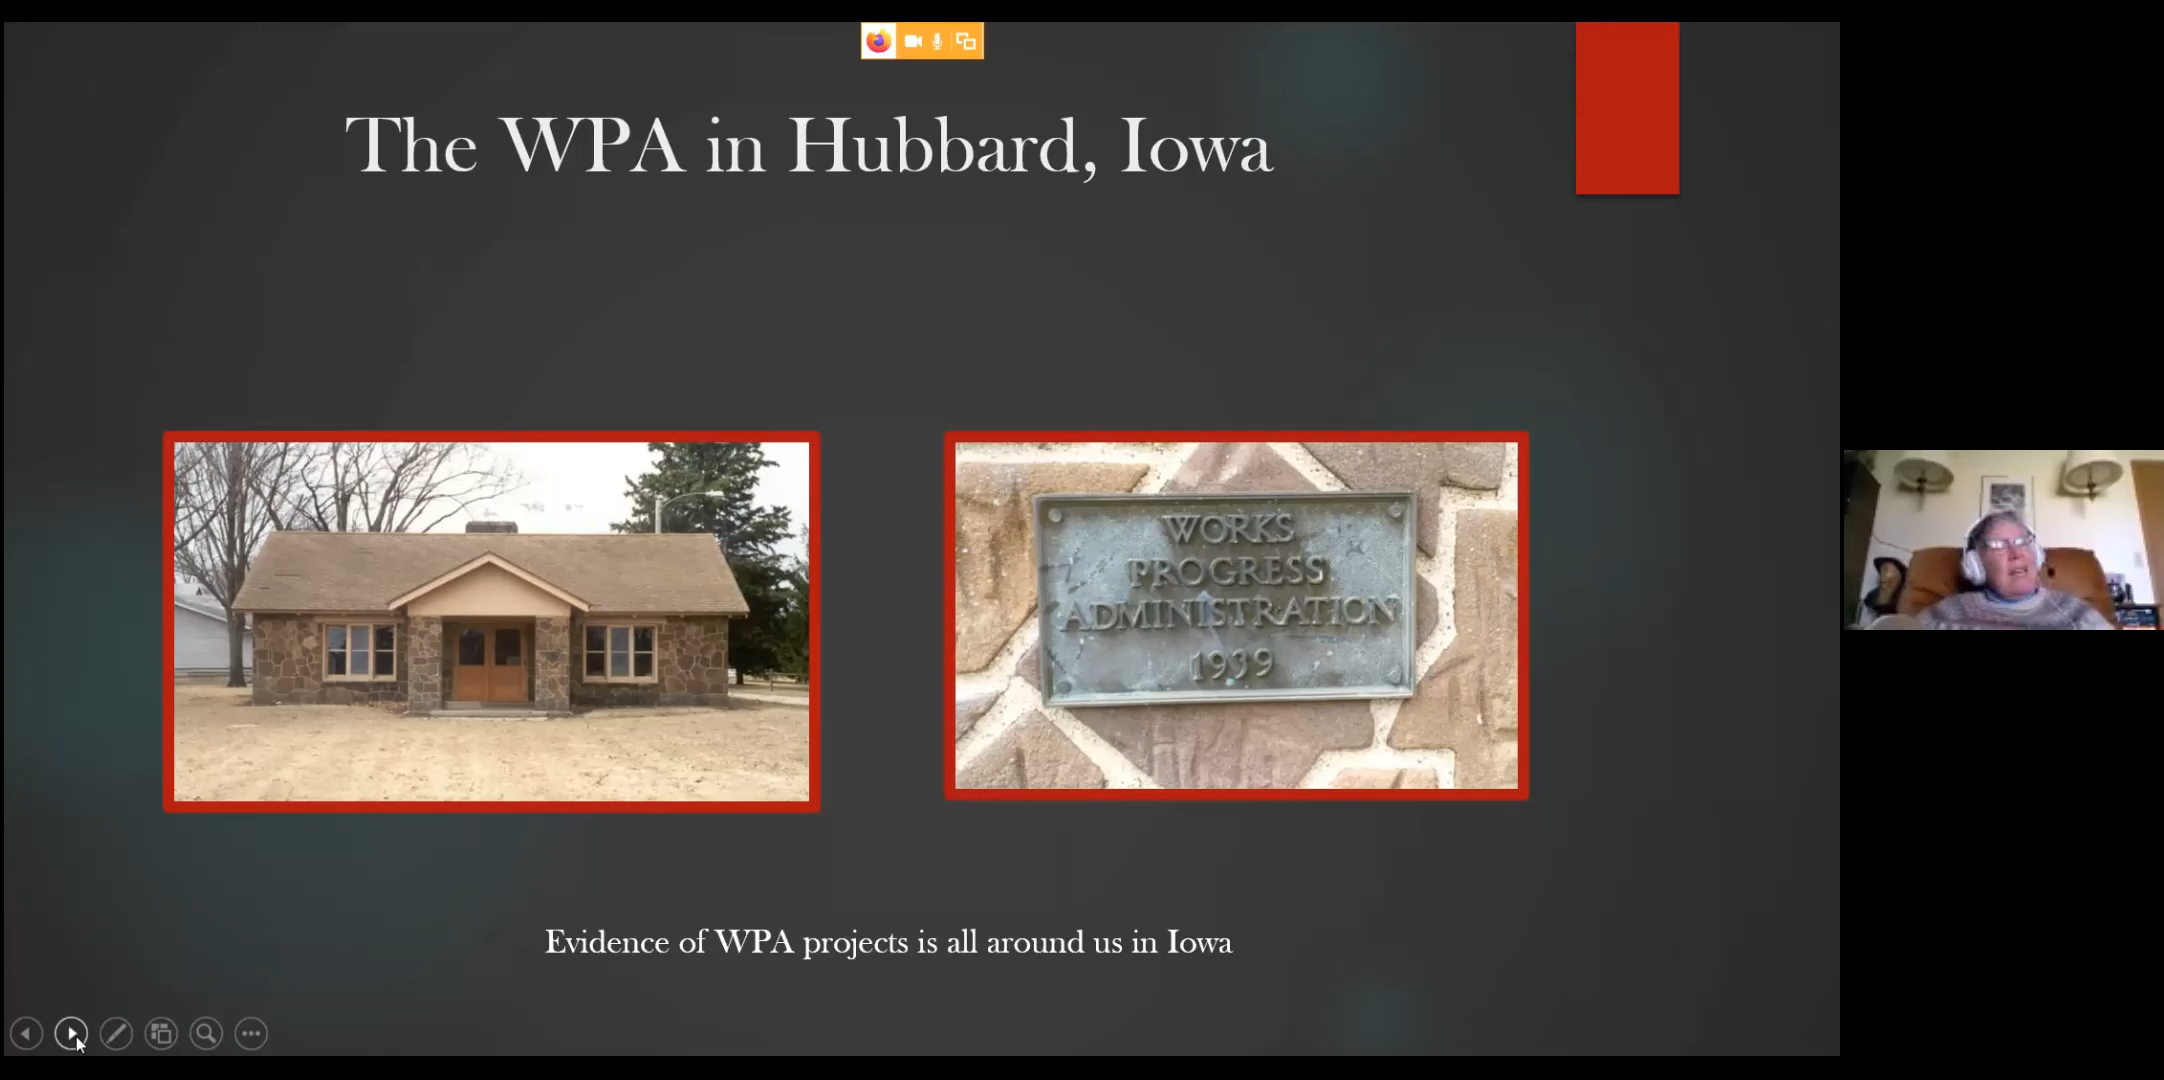 The WPA in Hubbard, Iowa
WORKS
PROGRESS
ADMINISTRATION
1939
Evidence of WPA projects is all around us in Iowa